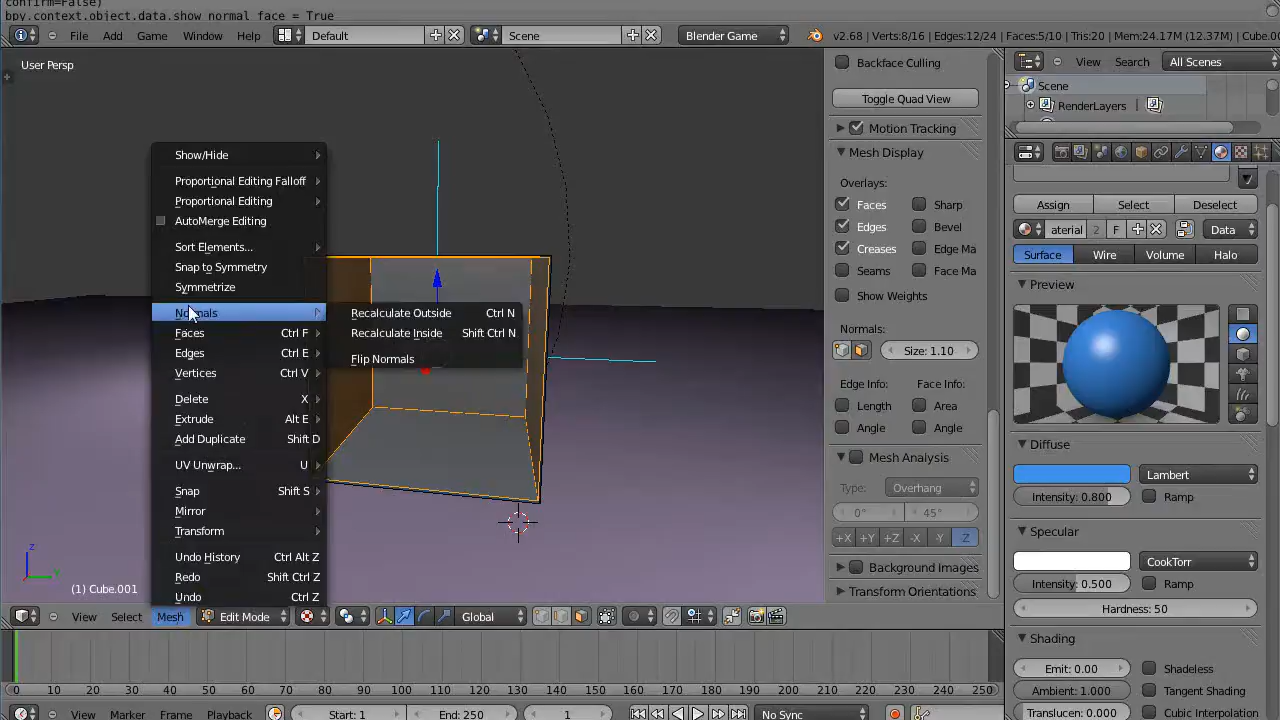 confirm=False)
bpy.context.object.data.show_normal_face = True
File Add Game Window Help Default Scene Blender Game v2.68 | Verts:8/16 | Edges:12/24 | Faces:5/10 | Tris:20 | Mem:24.17M (12.37M) | Cube.00
User Persp
Show/Hide
Proportional Editing Falloff
Proportional Editing
AutoMerge Editing
Sort Elements...
Snap to Symmetry
Symmetrize
Normals
Faces Ctrl F
Edges Ctrl E
Vertices Ctrl V
Delete X
Extrude Alt E
Add Duplicate Shift D
UV Unwrap... U
Snap Shift S
Mirror
Transform
Undo History Ctrl Alt Z
Redo Shift Ctrl Z
Undo Ctrl Z
Recalculate Outside Ctrl N
Recalculate Inside Shift Ctrl N
Flip Normals
z
Y
(1) Cube.001
View Select Mesh Edit Mode Global
Backface Culling
Toggle Quad View
Motion Tracking
Mesh Display
Overlays:
Faces Sharp
Edges Bevel
Creases Edge Ma
Seams Face Ma
Show Weights
Normals:
Size: 1.10
Edge Info: Face Info:
Length Area
Angle Angle
Mesh Analysis
Type: Overhang
0° 45°
+X +Y +Z -X -Y -Z
Background Images
Transform Orientations
View Search All Scenes
Scene
RenderLayers
Assign Select Deselect
aterial 2 F Data
Surface Wire Volume Halo
Preview
Diffuse
Lambert
Intensity: 0.800 Ramp
Specular
CookTorr
Intensity: 0.500 Ramp
Hardness: 50
Shading
Emit: 0.00 Shadeless
Ambient: 1.000 Tangent Shading
Translucen: 0.000 Cubic Interpolation
0 10 20 30 40 50 60 70 80 90 100 110 120 130 140 150 160 170 180 190 200 210 220 230 240 250
View Marker Frame Playback Start: 1 End: 250 1 No Sync